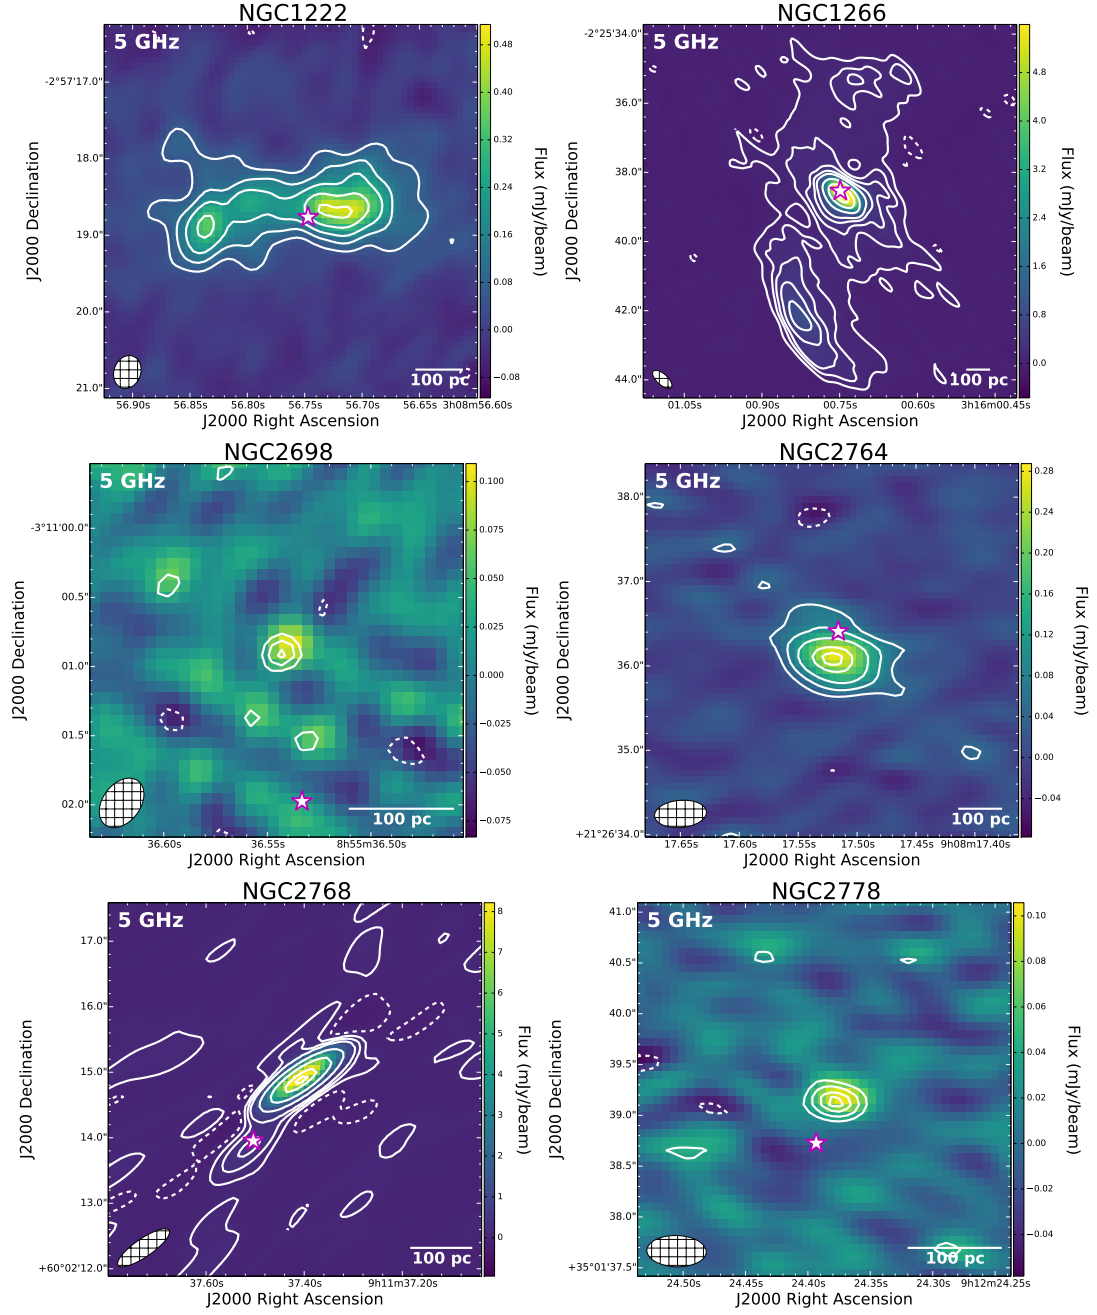 NGC1222
5 GHz
-2°57'17.0"
18.0"
19.0"
20.0"
21.0"
J2000 Declination
56.90s 56.85s 56.80s 56.75s 56.70s 56.65s 3h08m56.60s
J2000 Right Ascension
100 pc
0.48
0.40
0.32
0.24
0.16
0.08
0.00
−0.08
Flux (mJy/beam)
NGC1266
5 GHz
-2°25'34.0"
36.0"
38.0"
40.0"
42.0"
44.0"
J2000 Declination
01.05s 00.90s 00.75s 00.60s 3h16m00.45s
J2000 Right Ascension
100 pc
4.8
4.0
3.2
2.4
1.6
0.8
0.0
Flux (mJy/beam)
NGC2698
5 GHz
-3°11'00.0"
00.5"
01.0"
01.5"
02.0"
J2000 Declination
36.60s 36.55s 8h55m36.50s
J2000 Right Ascension
100 pc
0.100
0.075
0.050
0.025
0.000
−0.025
−0.050
−0.075
Flux (mJy/beam)
NGC2764
5 GHz
38.0"
37.0"
36.0"
35.0"
+21°26'34.0"
J2000 Declination
17.65s 17.60s 17.55s 17.50s 17.45s 9h08m17.40s
J2000 Right Ascension
100 pc
0.28
0.24
0.20
0.16
0.12
0.08
0.04
0.00
−0.04
Flux (mJy/beam)
NGC2768
5 GHz
17.0"
16.0"
15.0"
14.0"
13.0"
+60°02'12.0"
J2000 Declination
37.60s 37.40s 9h11m37.20s
J2000 Right Ascension
100 pc
8
7
6
5
4
3
2
1
0
Flux (mJy/beam)
NGC2778
5 GHz
41.0"
40.5"
40.0"
39.5"
39.0"
38.5"
38.0"
+35°01'37.5"
J2000 Declination
24.50s 24.45s 24.40s 24.35s 24.30s 9h12m24.25s
J2000 Right Ascension
100 pc
0.10
0.08
0.06
0.04
0.02
0.00
−0.02
−0.04
Flux (mJy/beam)